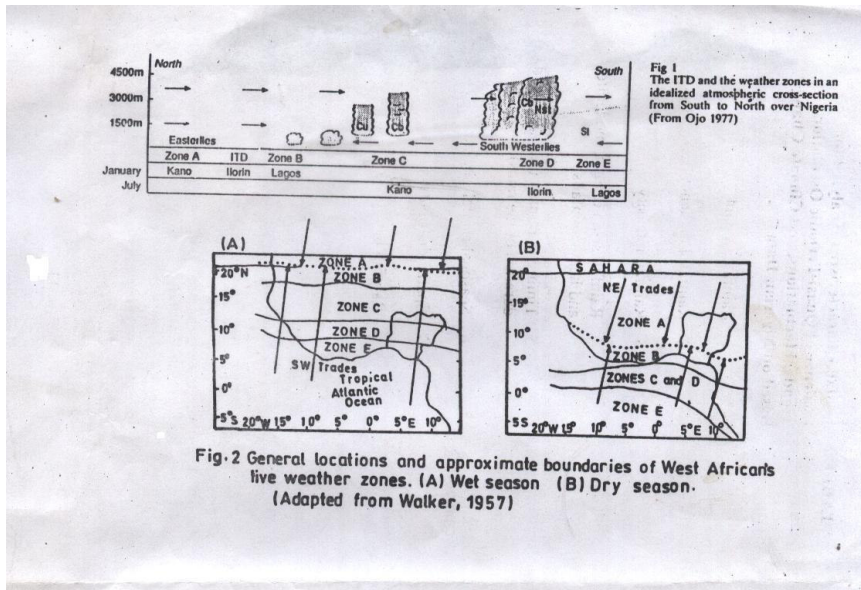 North
South
4500m
3000m
1500m
Cu
Cu
Cb
Nst
St
Easterlies
South Westerlies
Zone A ITD Zone B Zone C Zone D Zone E
January Kano Ilorin Lagos
July Kano Ilorin Lagos
Fig 1
The ITD and the weather zones in an
idealized atmospheric cross-section
from South to North over Nigeria
(From Ojo 1977)
(A)
ZONE A
20°N
ZONE B
15°
ZONE C
10°
ZONE D
ZONE E
5°
SW Trades
Tropical
Atlantic
Ocean
0°
5°S 20°W 15° 10° 5° 0° 5°E 10°
(B)
SAHARA
20°
NE Trades
15°
ZONE A
10°
5°
ZONE B
ZONES C and D
0°
ZONE E
5S 20°W 15° 10° 5° 0° 5°E 10°
Fig.2 General locations and approximate boundaries of West African's
live weather zones. (A) Wet season (B) Dry season.
(Adapted from Walker, 1957)